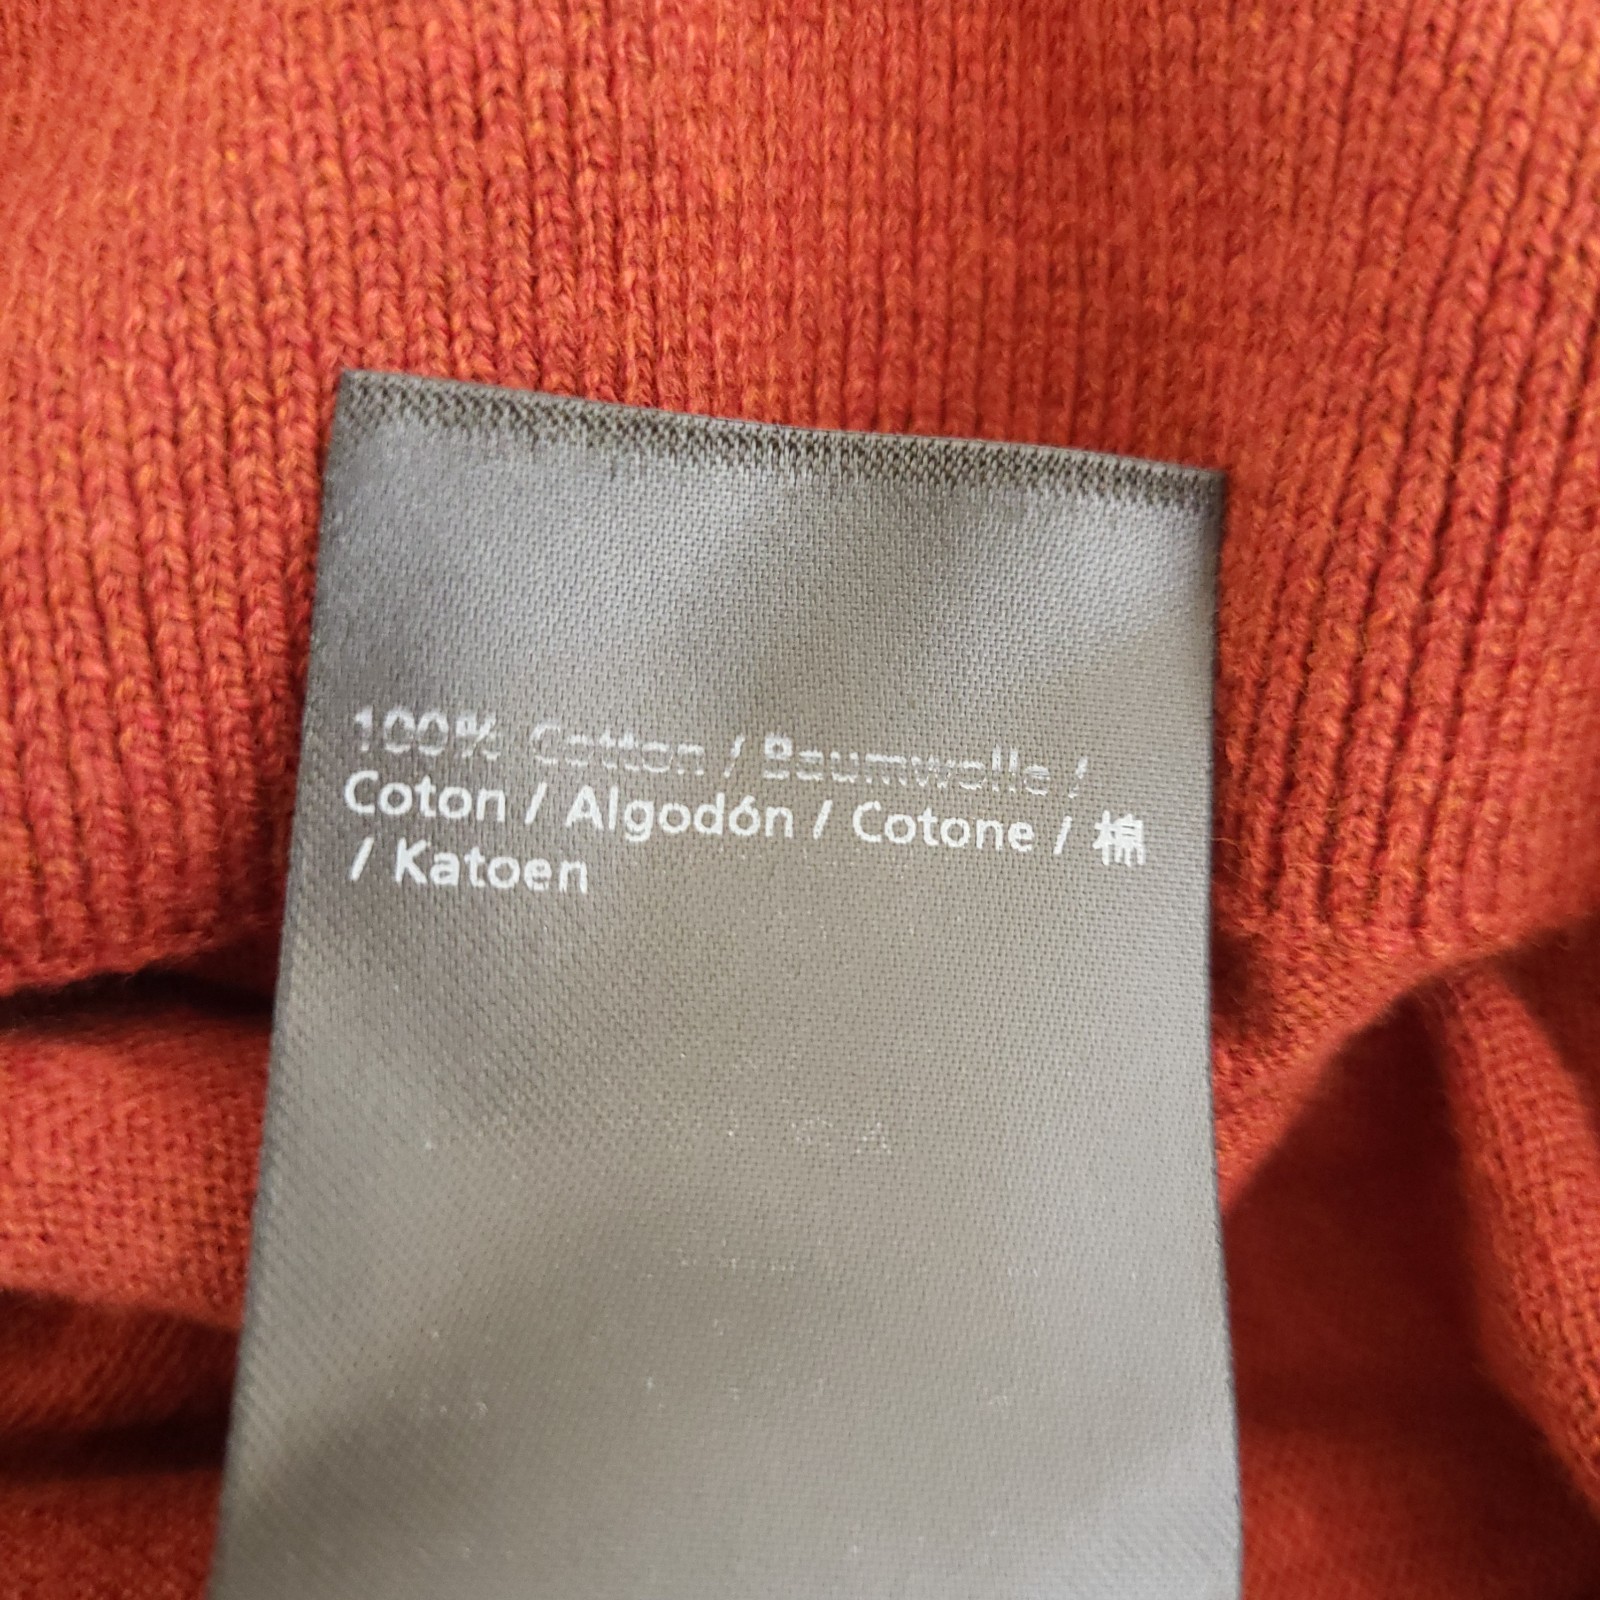 100% Cotton / Baumwolle /
Coton / Algodón / Cotone / 棉
/ Katoen